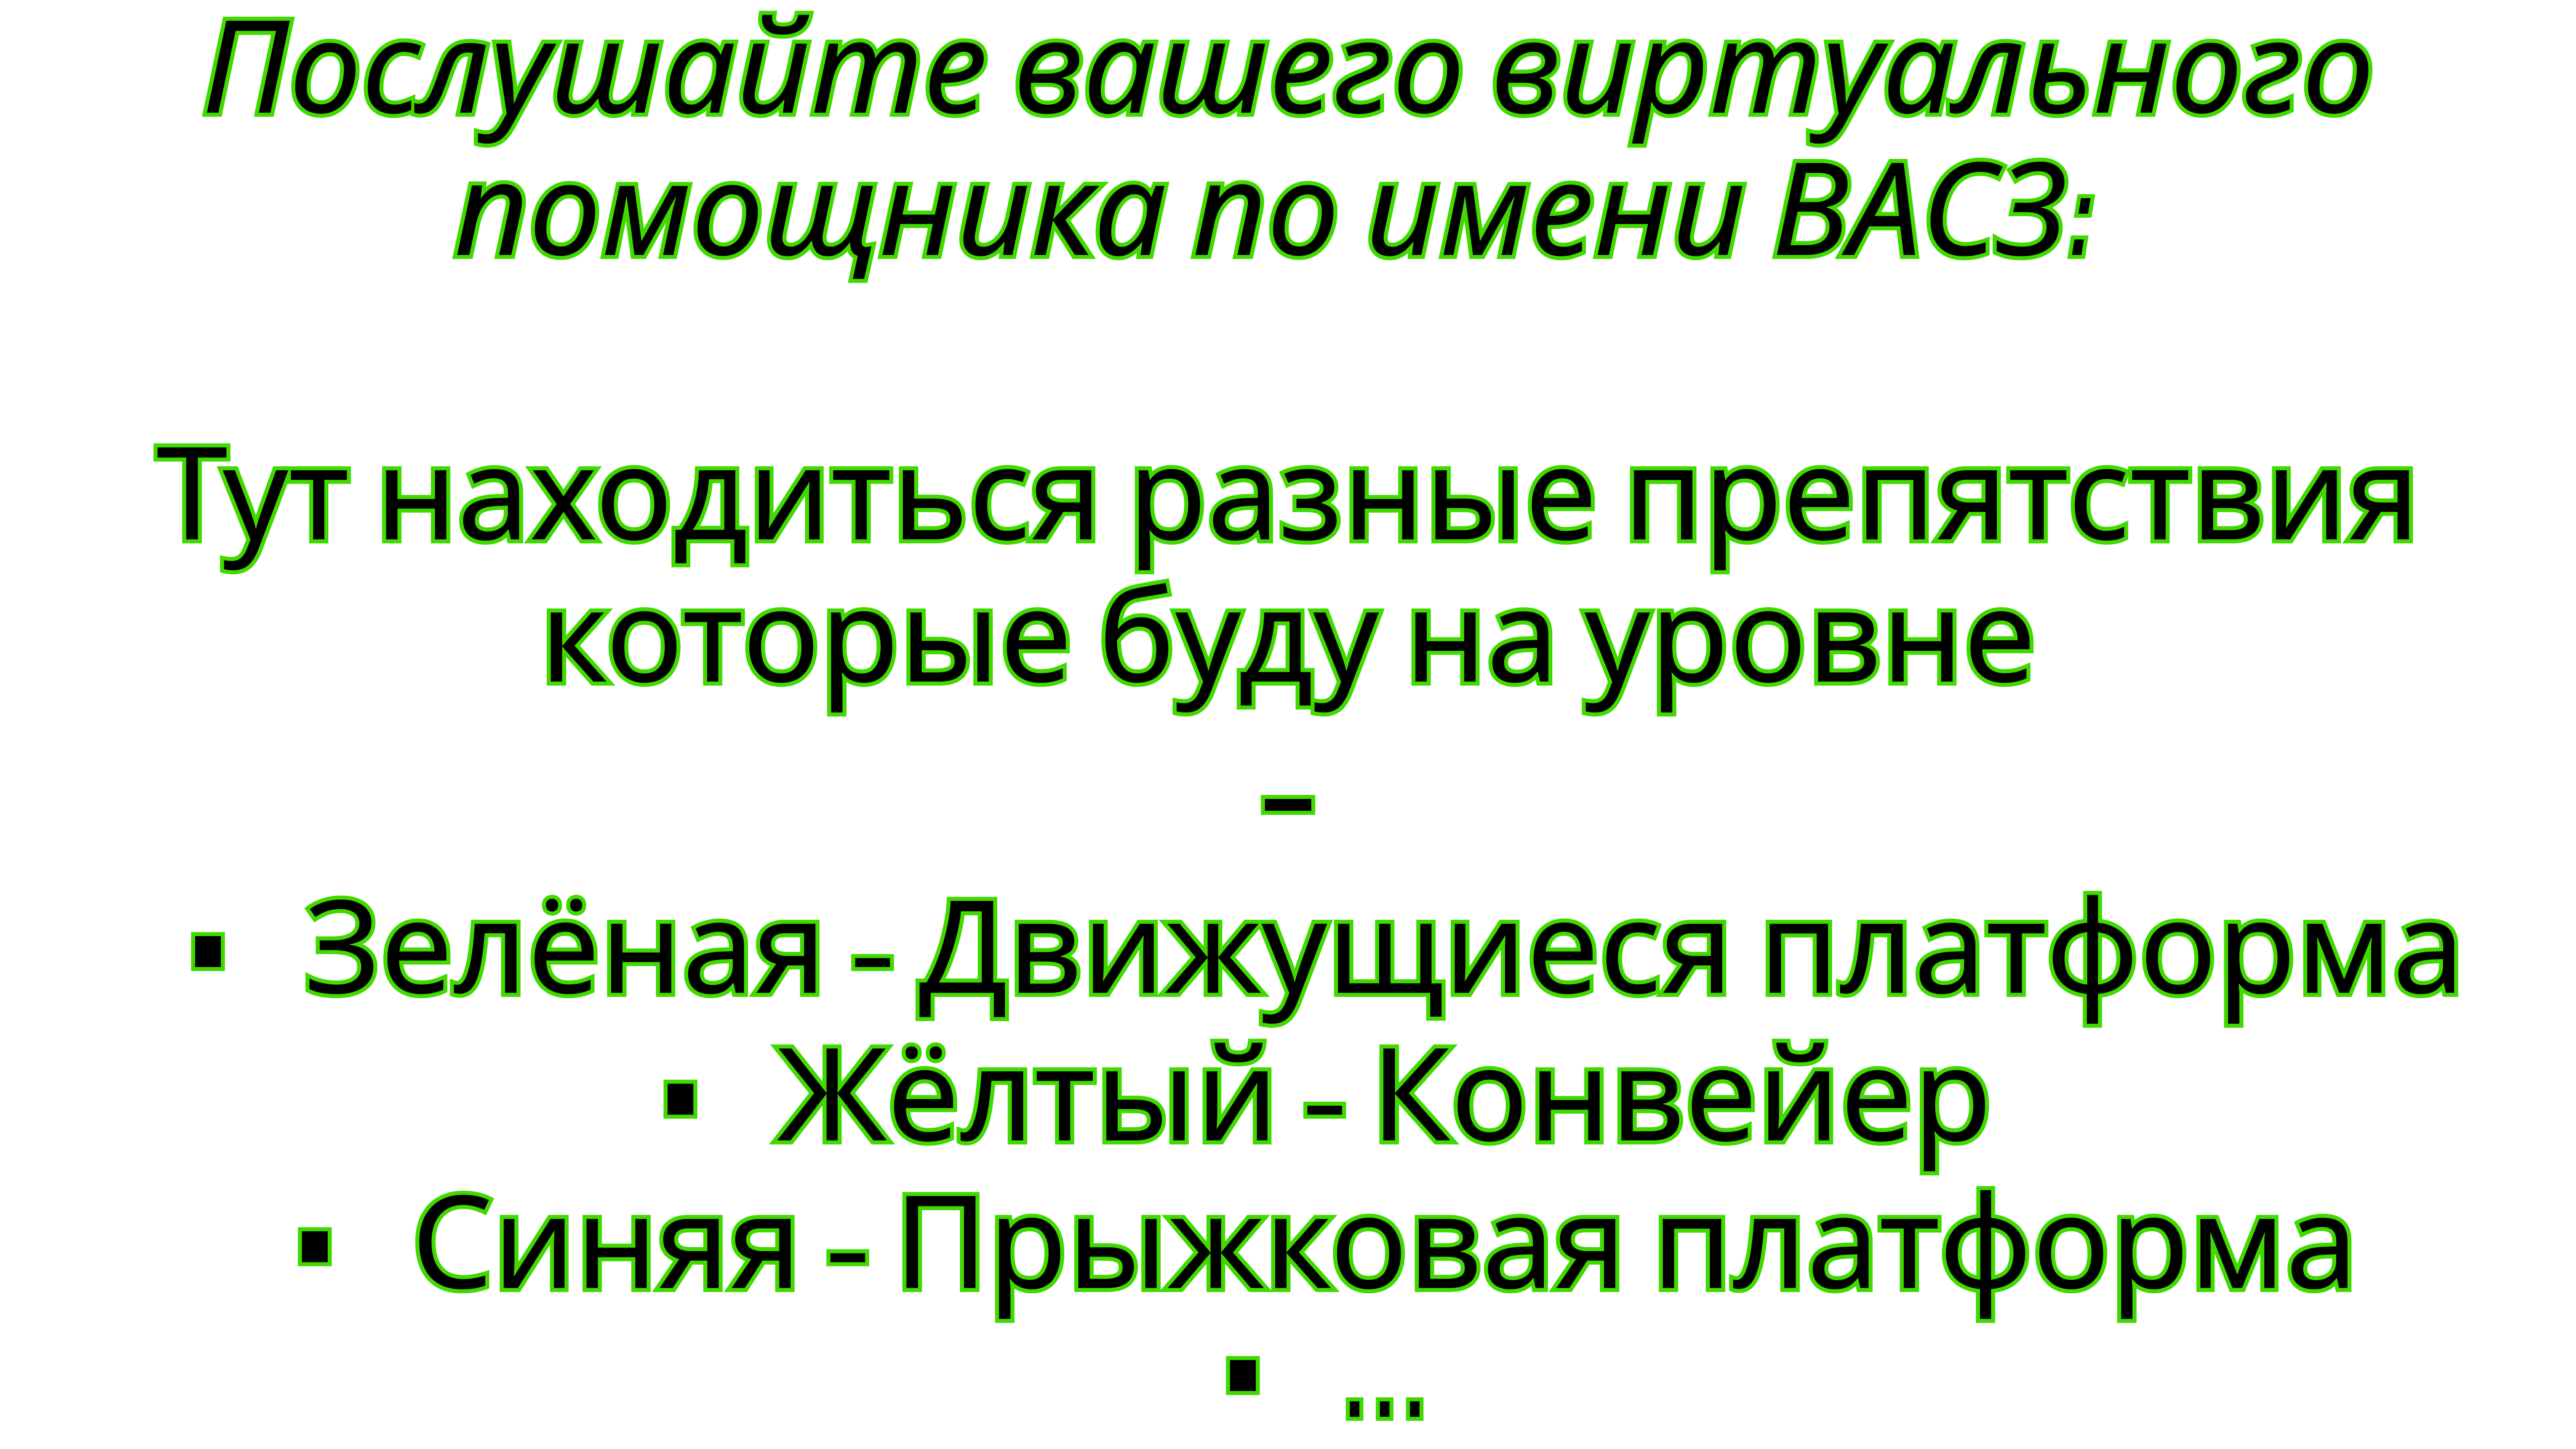 Послушайте вашего виртуального
помощника по имени ВАСЗ:
Тут находиться разные препятствия
которые буду на уровне
–
▪ Зелёная - Движущиеся платформа
▪ Жёлтый - Конвейер
▪ Синяя - Прыжковая платформа
▪ ...